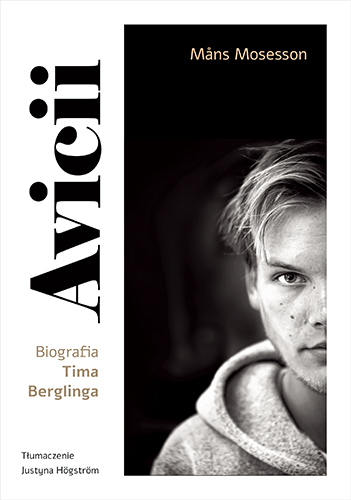 Måns Mosesson
Avicii
Biografia
Tima
Berglinga
Tłumaczenie
Justyna Högström